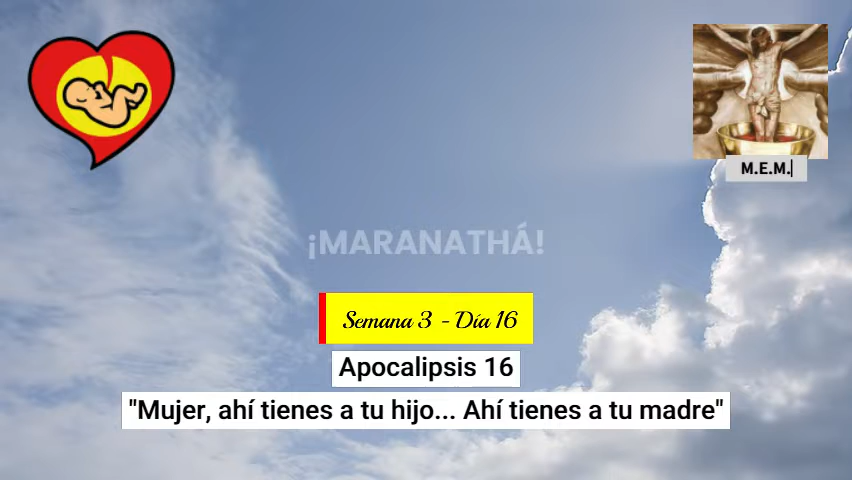 M.E.M.
¡MARANATHÁ!
Semana 3 - Día 16
Apocalipsis 16
"Mujer, ahí tienes a tu hijo... Ahí tienes a tu madre"